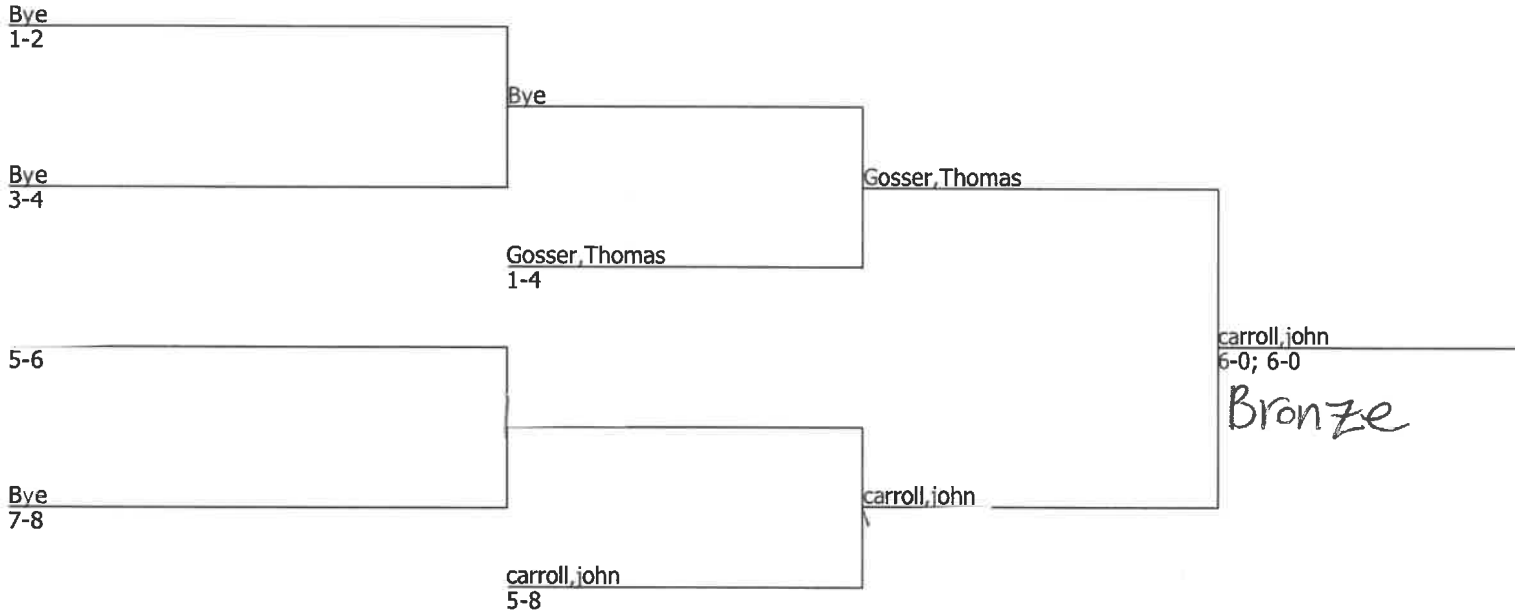 Bye
1-2
Bye
Bye
3-4
Gosser,Thomas
Gosser,Thomas
1-4
5-6
carroll,john
6-0; 6-0
Bronze
Bye
7-8
carroll,john
carroll,john
5-8